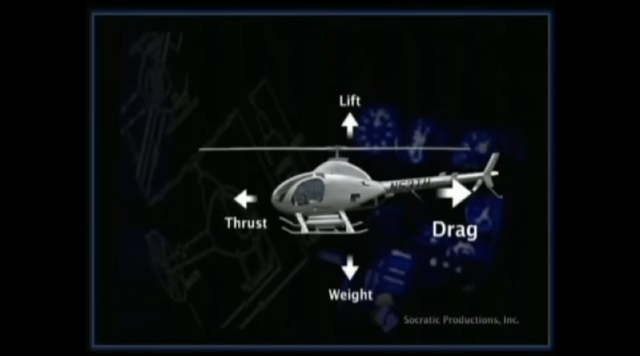 Lift
Thrust
Drag
Weight
Socratic Productions, Inc.